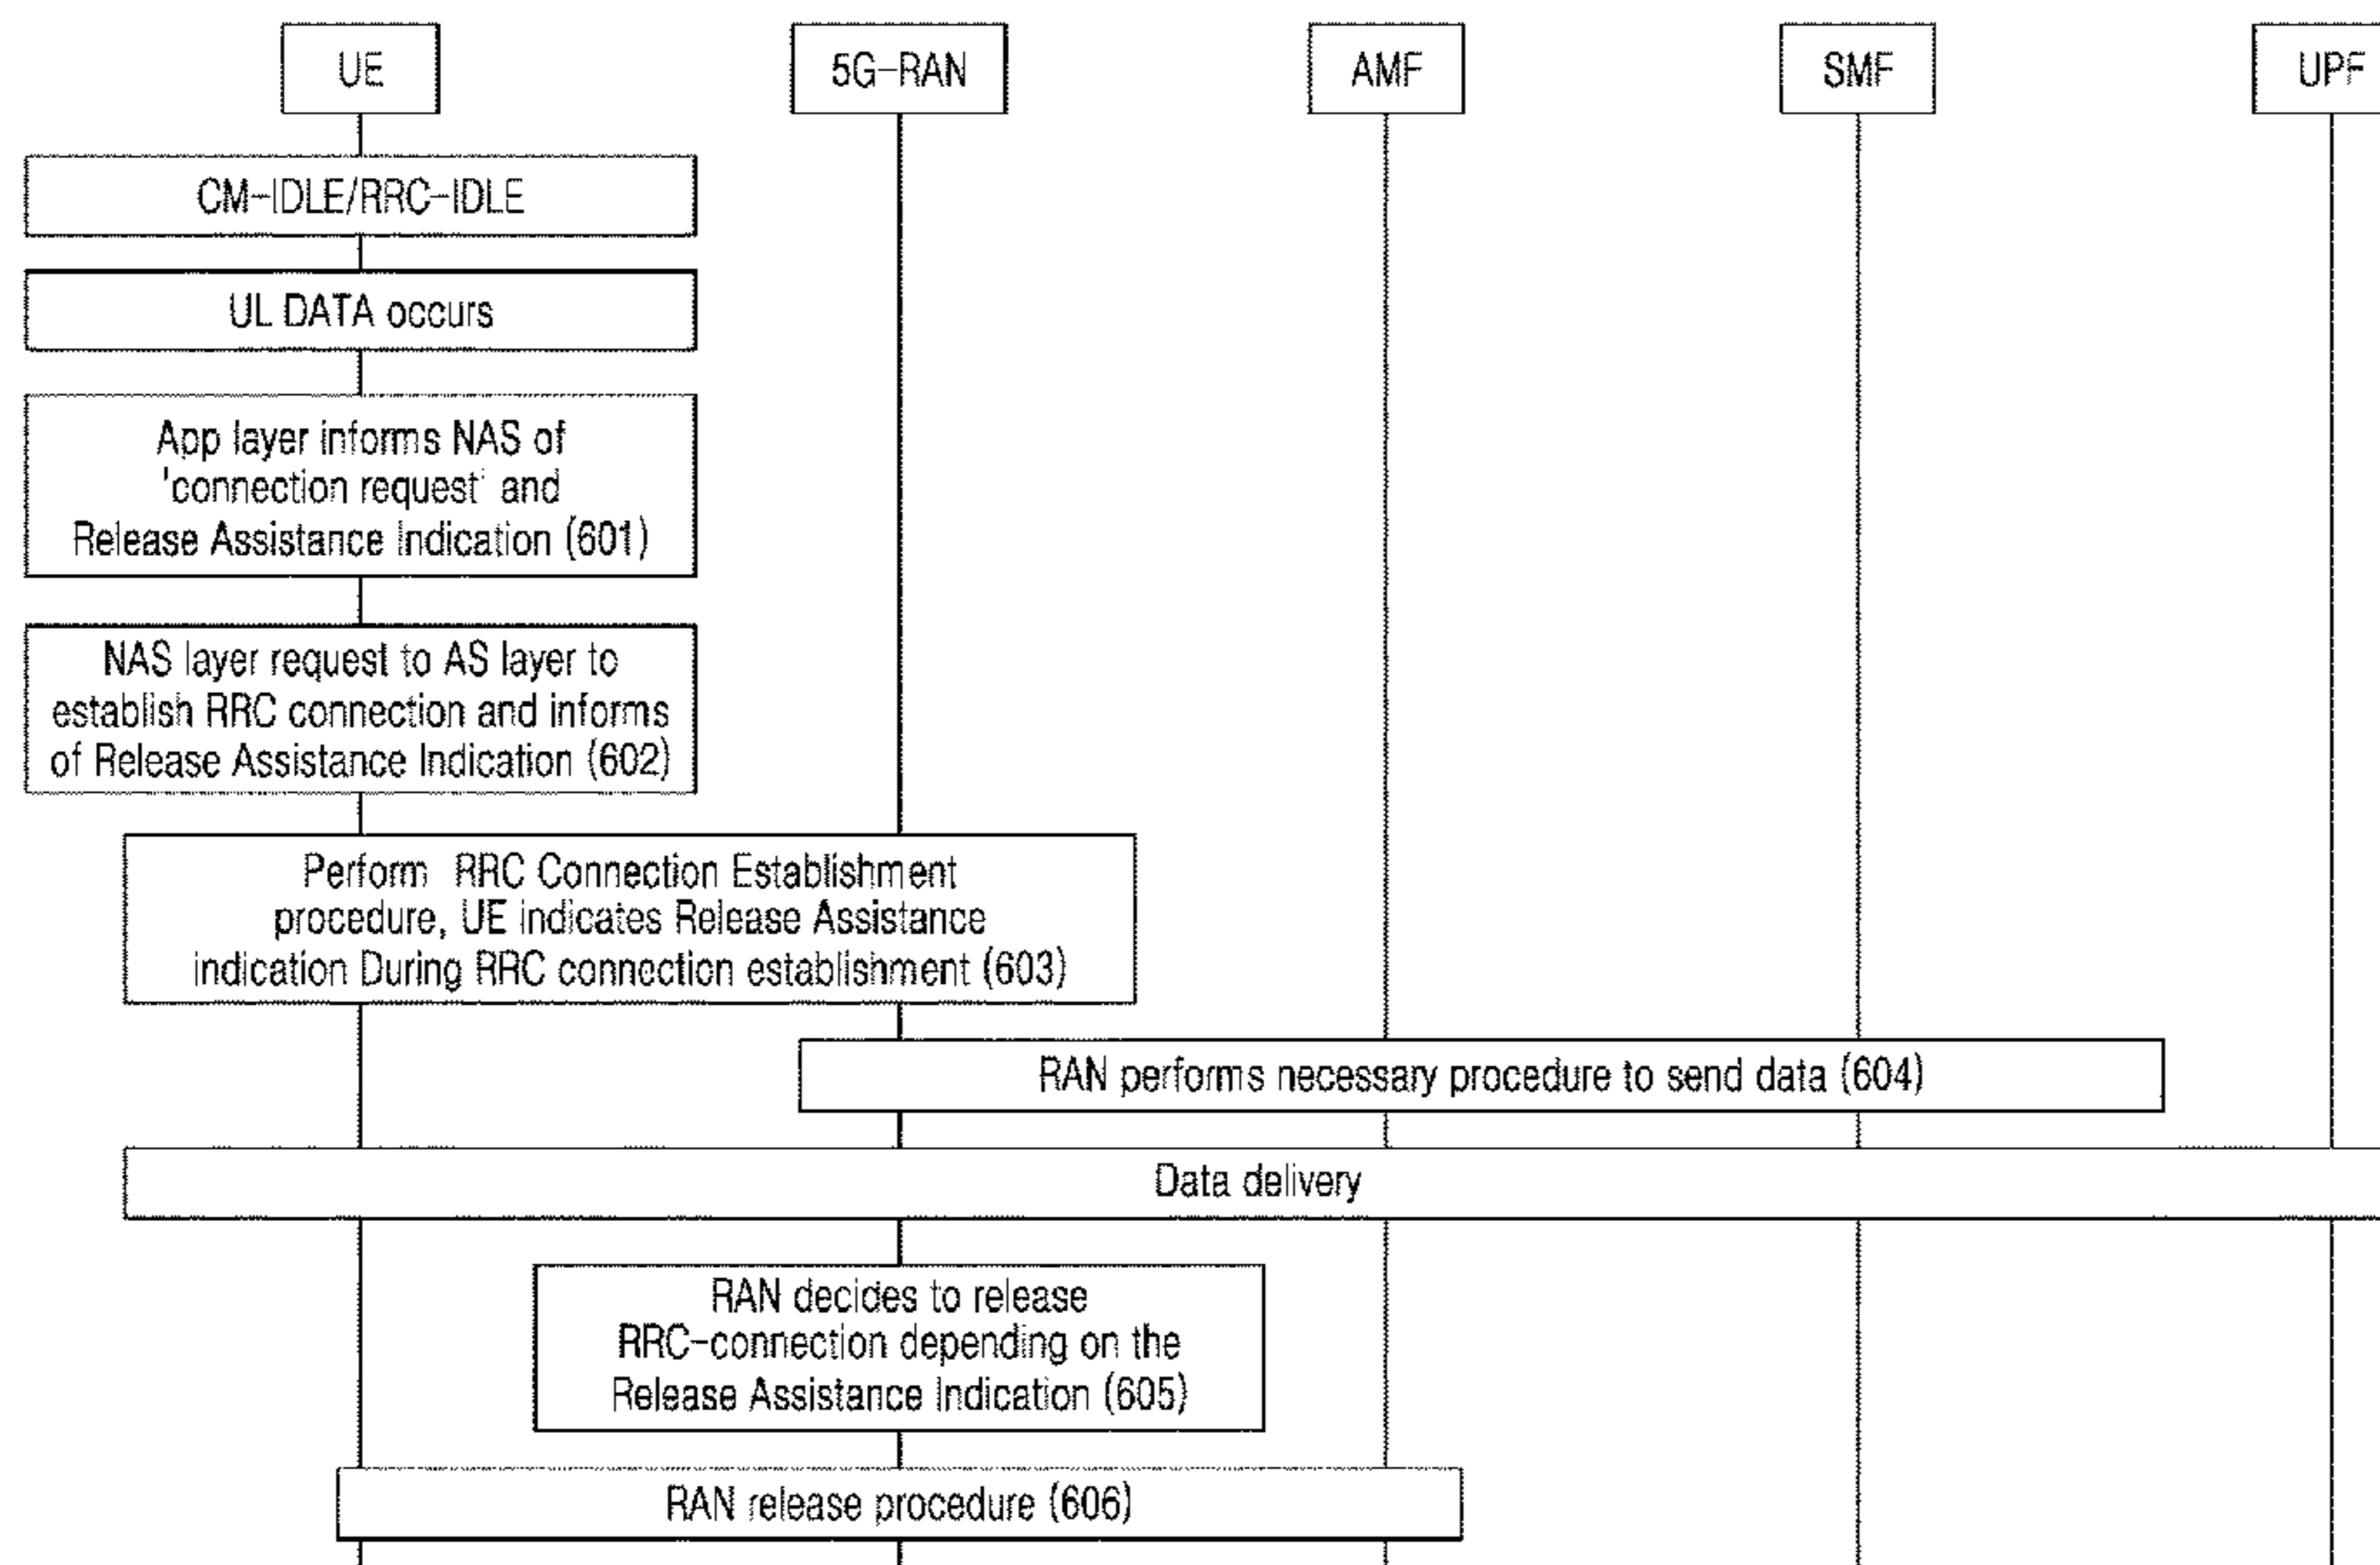 UE
5G-RAN
AMF
SMF
UPF
CM-IDLE/RRC-IDLE
UL DATA occurs
App layer informs NAS of
'connection request' and
Release Assistance Indication (601)
NAS layer request to AS layer to
establish RRC connection and informs
of Release Assistance Indication (602)
Perform RRC Connection Establishment
procedure, UE indicates Release Assistance
indication During RRC connection establishment (603)
RAN performs necessary procedure to send data (604)
Data delivery
RAN decides to release
RRC-connection depending on the
Release Assistance Indication (605)
RAN release procedure (606)